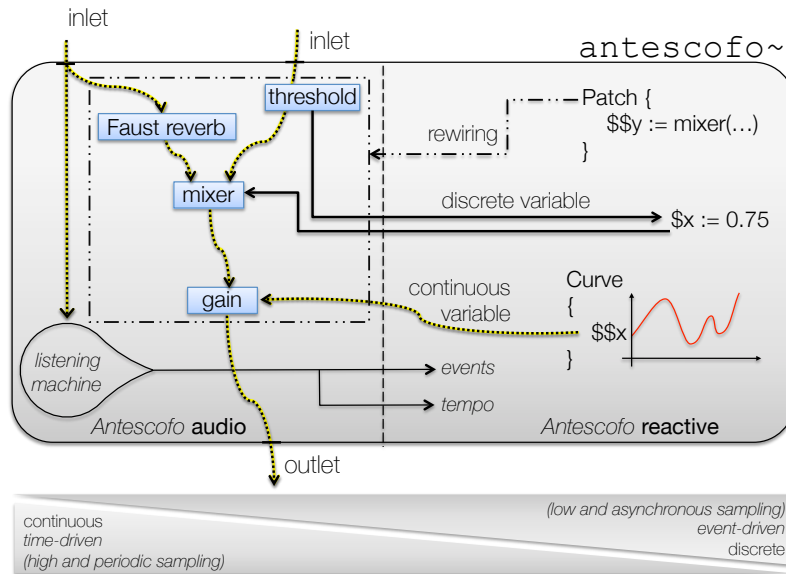 inlet
inlet
antescofo~
threshold
Patch {
Faust reverb
rewiring
$$y := mixer(…)
}
mixer
discrete variable
$x := 0.75
gain
continuous
variable
Curve
{
$$x
}
listening
machine
events
tempo
Antescofo audio
Antescofo reactive
outlet
(low and asynchronous sampling)
event-driven
discrete
continuous
time-driven
(high and periodic sampling)